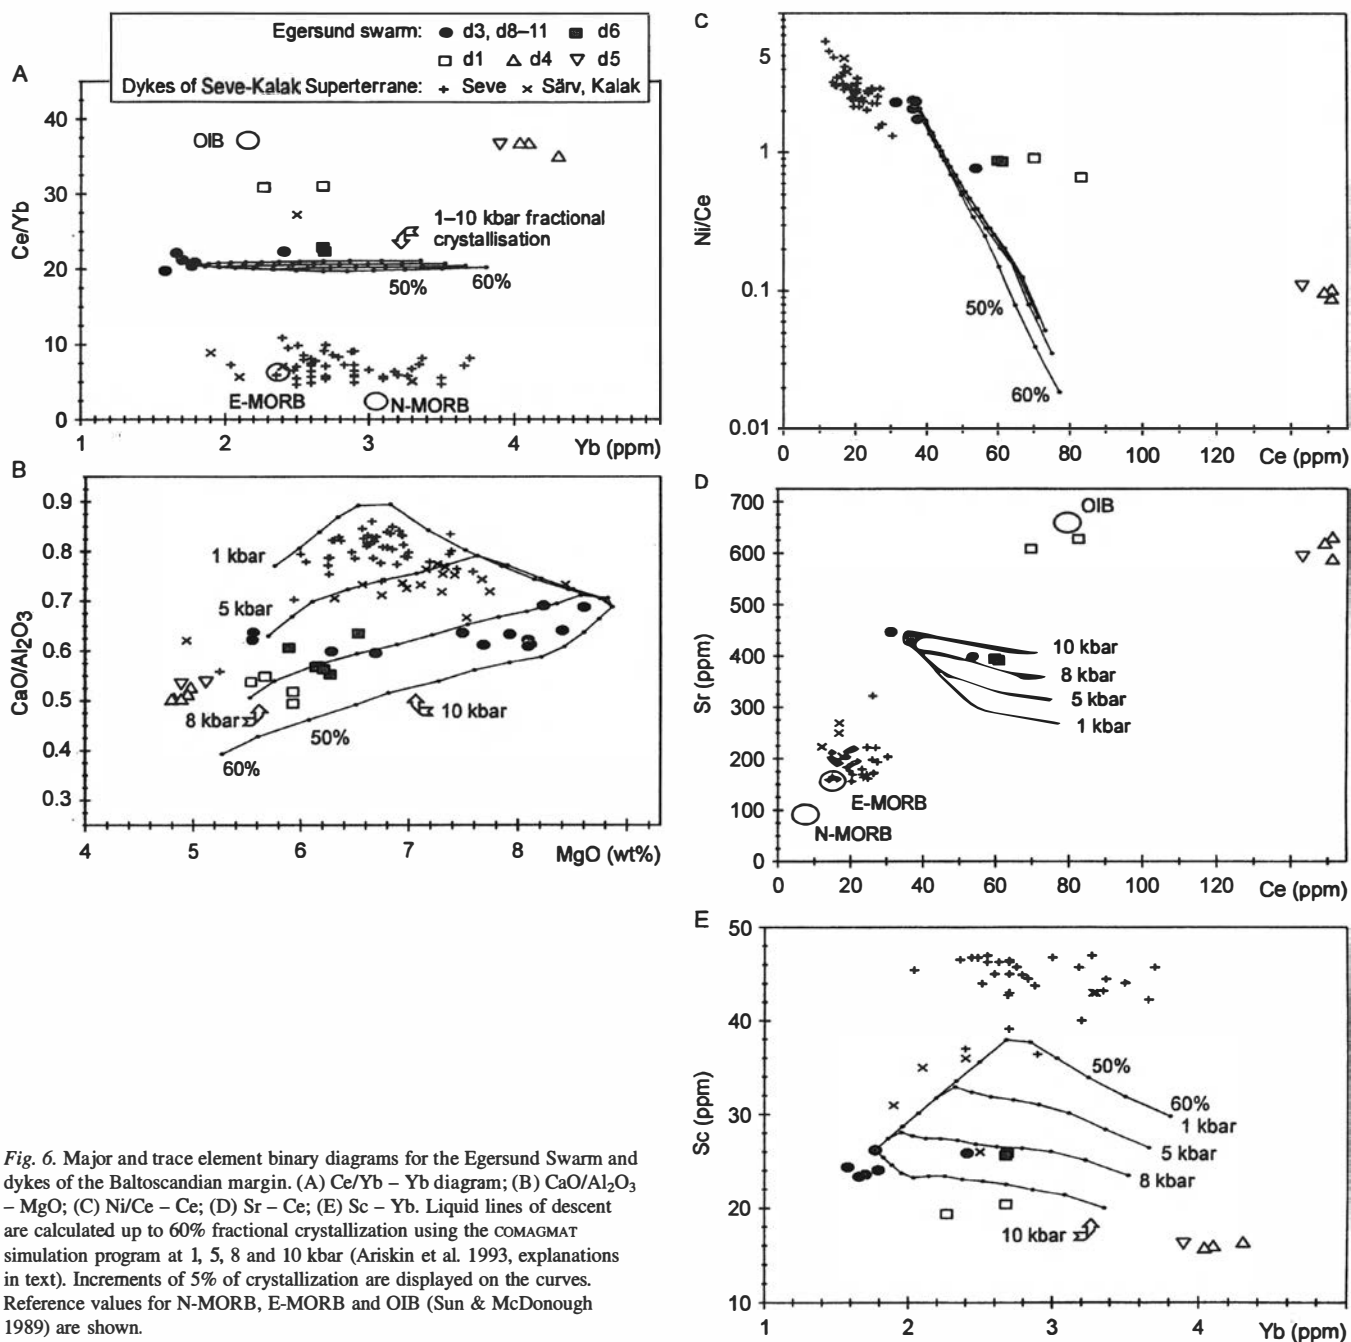 Egersund swarm: d3, d8–11 d6
d1 d4 d5
Dykes of Seve-Kalak Superterrane: + Seve × Särv, Kalak
A
Ce/Yb
40
30
20
10
0
OIB
1–10 kbar fractional
crystallisation
50% 60%
E-MORB N-MORB
1 2 3 4 Yb (ppm)
B
CaO/Al₂O₃
0.9
0.8
0.7
0.6
0.5
0.4
0.3
1 kbar
5 kbar
8 kbar
10 kbar
50%
60%
4 5 6 7 8 MgO (wt%)
C
Ni/Ce
5
1
0.1
0.01
50%
60%
0 20 40 60 80 100 120 Ce (ppm)
D
Sr (ppm)
700
600
500
400
300
200
100
0
OIB
10 kbar
8 kbar
5 kbar
1 kbar
E-MORB
N-MORB
0 20 40 60 80 100 120 Ce (ppm)
E
Sc (ppm)
50
40
30
20
10
50%
60%
1 kbar
5 kbar
8 kbar
10 kbar
1 2 3 4 Yb (ppm)
Fig. 6. Major and trace element binary diagrams for the Egersund Swarm and
dykes of the Baltoscandian margin. (A) Ce/Yb – Yb diagram; (B) CaO/Al₂O₃
– MgO; (C) Ni/Ce – Ce; (D) Sr – Ce; (E) Sc – Yb. Liquid lines of descent
are calculated up to 60% fractional crystallization using the COMAGMAT
simulation program at 1, 5, 8 and 10 kbar (Ariskin et al. 1993, explanations
in text). Increments of 5% of crystallization are displayed on the curves.
Reference values for N-MORB, E-MORB and OIB (Sun & McDonough
1989) are shown.